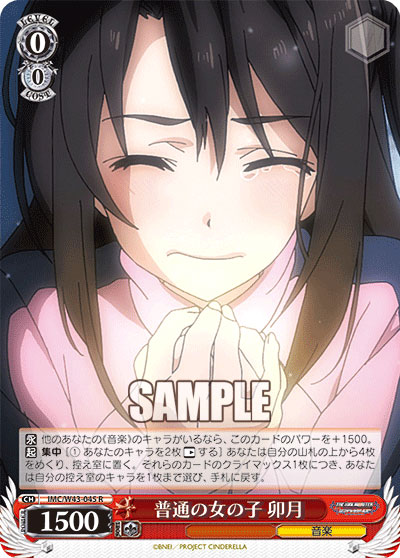 LEVEL
0
0
COST
SAMPLE
永 他のあなたの《音楽》のキャラがいるなら、このカードのパワーを+1500。
起 集中 [① あなたのキャラを2枚 する] あなたは自分の山札の上から4枚
をめくり、控え室に置く。それらのカードのクライマックス1枚につき、あなた
は自分の控え室のキャラを1枚まで選び、手札に戻す。
CH IMC/W43-045 R
1500
普通の女の子 卯月
THE IDOLM@STER
音楽
©BNEI／PROJECT CINDERELLA